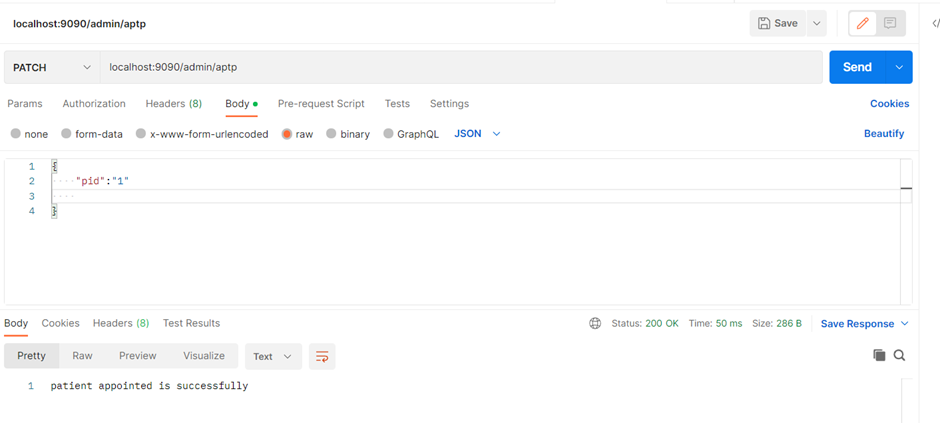 localhost:9090/admin/aptp Save </>
PATCH localhost:9090/admin/aptp Send
Params Authorization Headers (8) Body Pre-request Script Tests Settings Cookies
none form-data x-www-form-urlencoded raw binary GraphQL JSON Beautify
1 {
2 "pid":"1"
3
4 }
Body Cookies Headers (8) Test Results Status: 200 OK Time: 50 ms Size: 286 B Save Response
Pretty Raw Preview Visualize Text
1 patient appointed is successfully